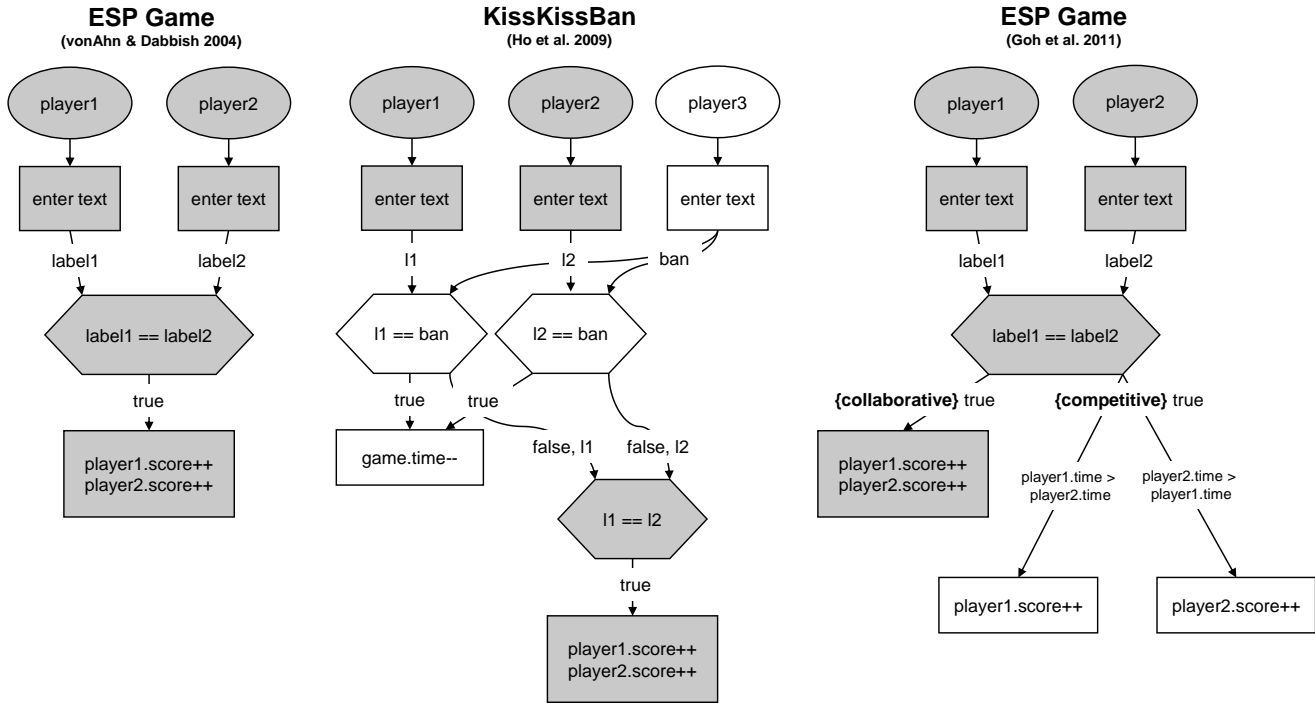 ESP Game
(vonAhn & Dabbish 2004)
player1
player2
enter text
enter text
label1
label2
label1 == label2
true
player1.score++
player2.score++
KissKissBan
(Ho et al. 2009)
player1
player2
player3
enter text
enter text
enter text
l1
l2
ban
l1 == ban
l2 == ban
true
true
game.time--
false, l1
false, l2
l1 == l2
true
player1.score++
player2.score++
ESP Game
(Goh et al. 2011)
player1
player2
enter text
enter text
label1
label2
label1 == label2
{collaborative} true
{competitive} true
player1.score++
player2.score++
player1.time >
player2.time
player2.time >
player1.time
player1.score++
player2.score++